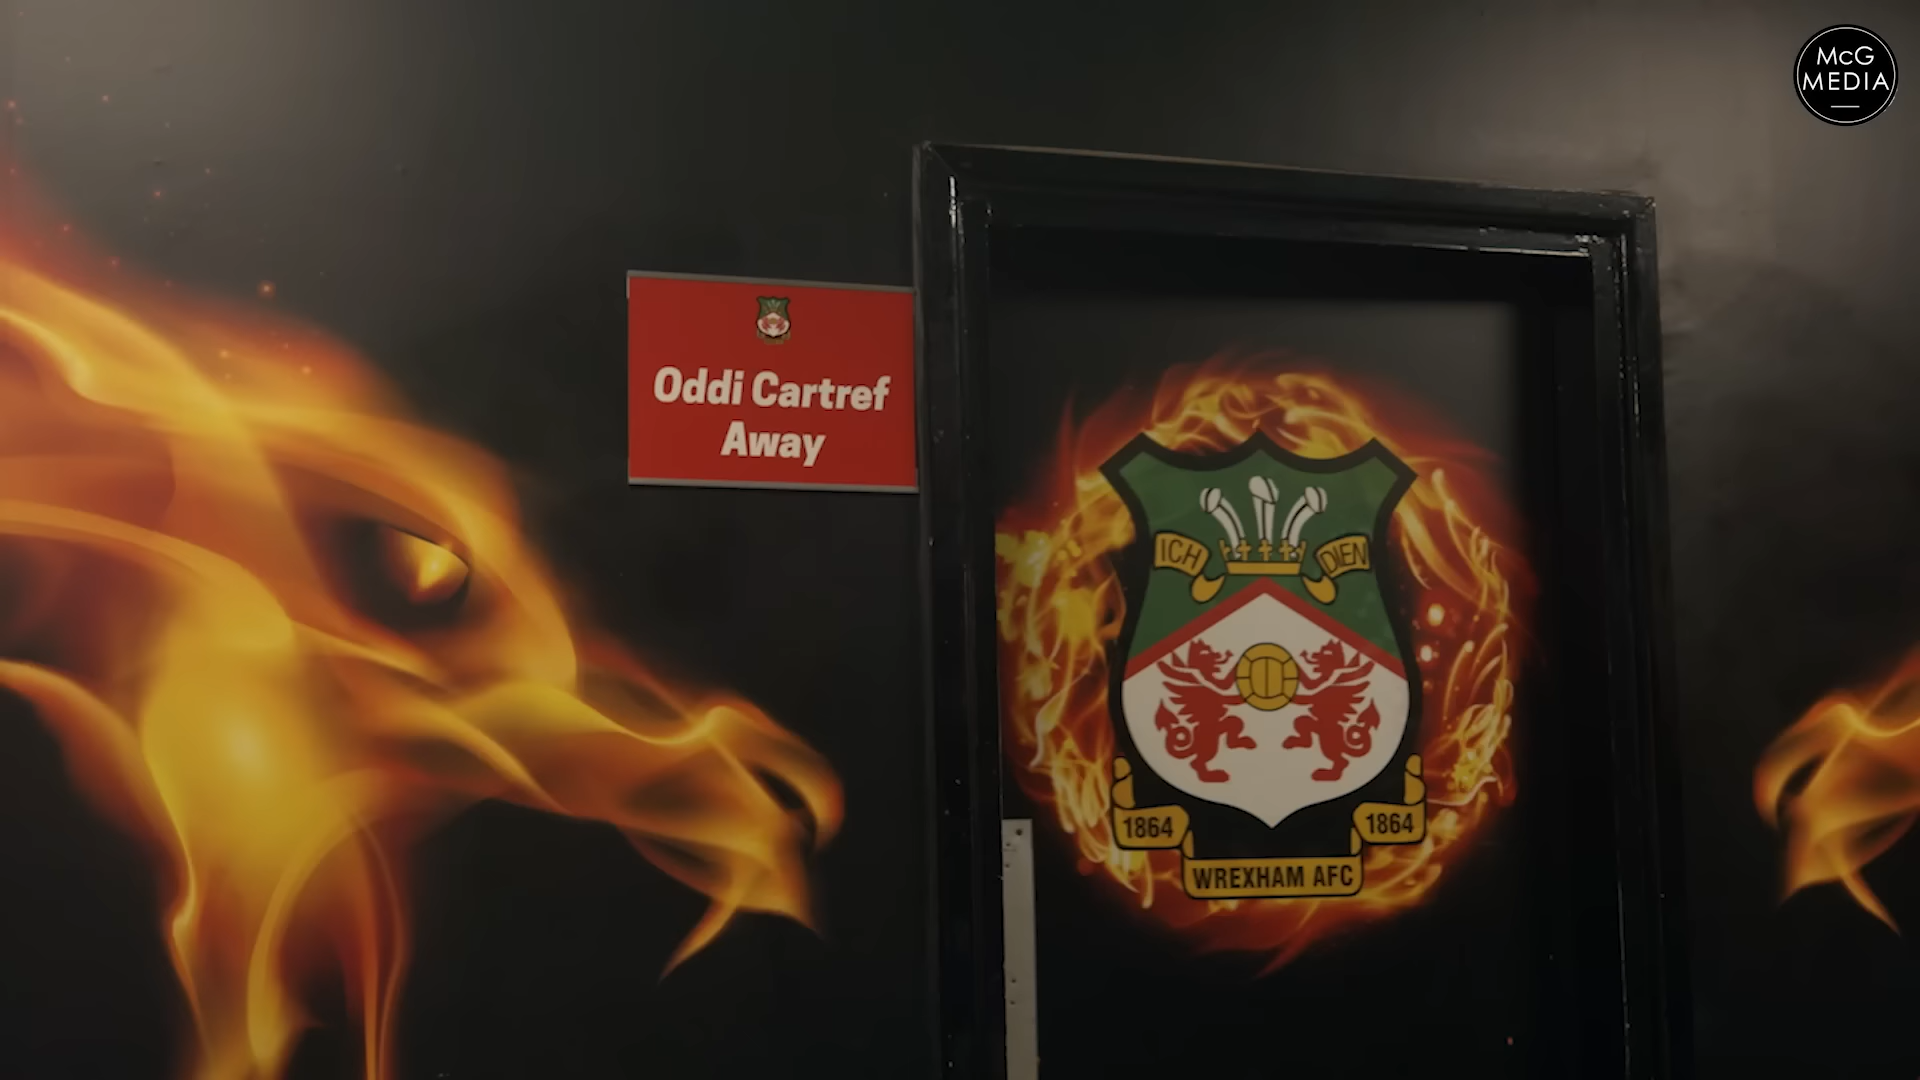 McG
MEDIA
Oddi Cartref
Away
ICH
DIEN
1864
1864
WREXHAM AFC